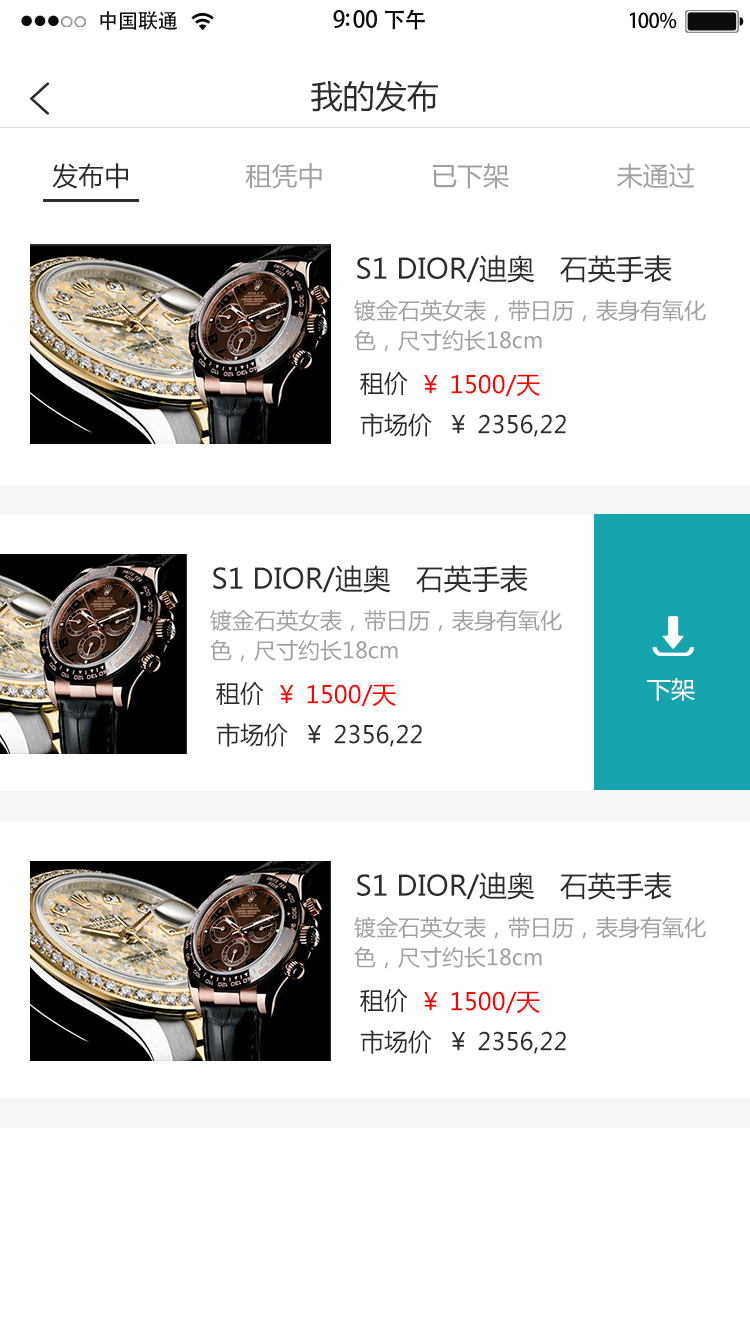 中国联通 9:00 下午 100%
我的发布
发布中 租凭中 已下架 未通过
ROLEX
S1 DIOR/迪奥 石英手表
镀金石英女表，带日历，表身有氧化
色，尺寸约长18cm
租价 ¥ 1500/天
市场价 ¥ 2356,22
S1 DIOR/迪奥 石英手表
镀金石英女表，带日历，表身有氧化
色，尺寸约长18cm
租价 ¥ 1500/天
市场价 ¥ 2356,22
下架
ROLEX
S1 DIOR/迪奥 石英手表
镀金石英女表，带日历，表身有氧化
色，尺寸约长18cm
租价 ¥ 1500/天
市场价 ¥ 2356,22